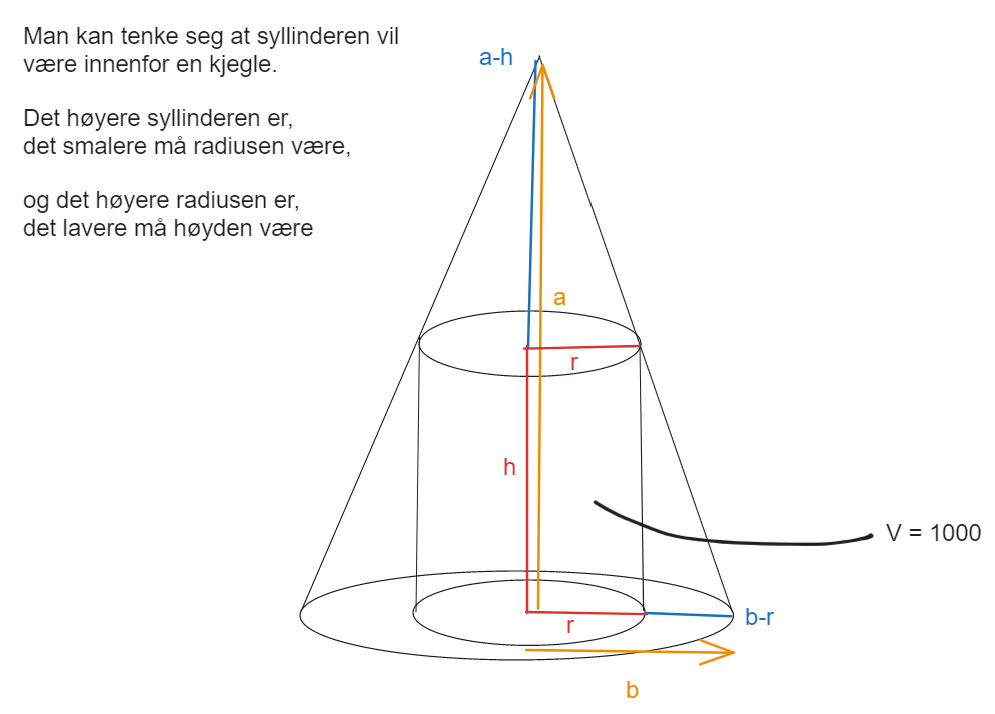 Man kan tenke seg at syllinderen vil
være innenfor en kjegle.
Det høyere syllinderen er,
det smalere må radiusen være,
og det høyere radiusen er,
det lavere må høyden være
a-h
a
r
h
V = 1000
r
b-r
b